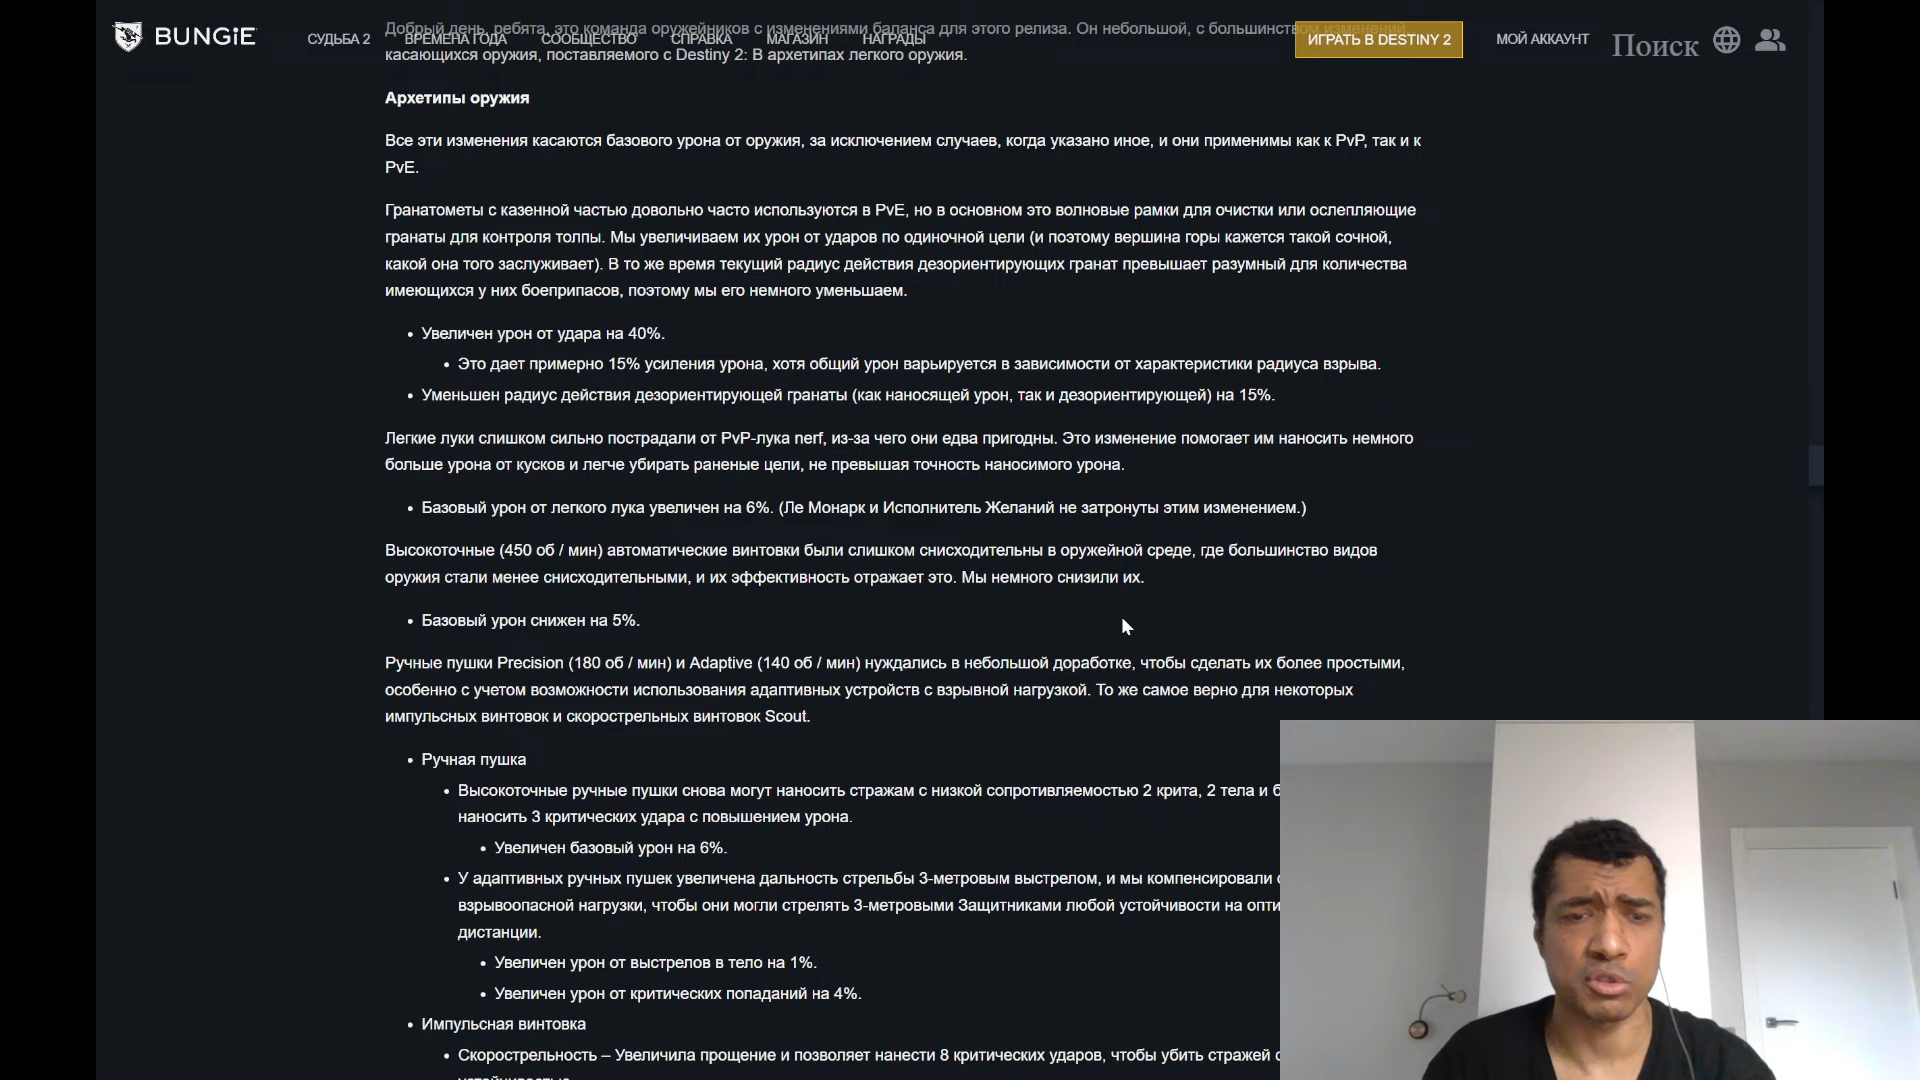 Добрый день, ребята, это команда оружейников с изменениями баланса для этого релиза. Он небольшой, с большинством изменений,
BUNGiE
СУДЬБА 2
ВРЕМЕНА ГОДА
СООБЩЕСТВО
СПРАВКА
МАГАЗИН
НАГРАДЫ
ИГРАТЬ В DESTINY 2
МОЙ АККАУНТ
Поиск
касающихся оружия, поставляемого с Destiny 2: В архетипах легкого оружия.
Архетипы оружия
Все эти изменения касаются базового урона от оружия, за исключением случаев, когда указано иное, и они применимы как к PvP, так и к
PvE.
Гранатометы с казенной частью довольно часто используются в PvE, но в основном это волновые рамки для очистки или ослепляющие
гранаты для контроля толпы. Мы увеличиваем их урон от ударов по одиночной цели (и поэтому вершина горы кажется такой сочной,
какой она того заслуживает). В то же время текущий радиус действия дезориентирующих гранат превышает разумный для количества
имеющихся у них боеприпасов, поэтому мы его немного уменьшаем.
• Увеличен урон от удара на 40%.
• Это дает примерно 15% усиления урона, хотя общий урон варьируется в зависимости от характеристики радиуса взрыва.
• Уменьшен радиус действия дезориентирующей гранаты (как наносящей урон, так и дезориентирующей) на 15%.
Легкие луки слишком сильно пострадали от PvP-лука nerf, из-за чего они едва пригодны. Это изменение помогает им наносить немного
больше урона от кусков и легче убирать раненые цели, не превышая точность наносимого урона.
• Базовый урон от легкого лука увеличен на 6%. (Ле Монарк и Исполнитель Желаний не затронуты этим изменением.)
Высокоточные (450 об / мин) автоматические винтовки были слишком снисходительны в оружейной среде, где большинство видов
оружия стали менее снисходительными, и их эффективность отражает это. Мы немного снизили их.
• Базовый урон снижен на 5%.
Ручные пушки Precision (180 об / мин) и Adaptive (140 об / мин) нуждались в небольшой доработке, чтобы сделать их более простыми,
особенно с учетом возможности использования адаптивных устройств с взрывной нагрузкой. То же самое верно для некоторых
импульсных винтовок и скорострельных винтовок Scout.
• Ручная пушка
• Высокоточные ручные пушки снова могут наносить стражам с низкой сопротивляемостью 2 крита, 2 тела и
наносить 3 критических удара с повышением урона.
• Увеличен базовый урон на 6%.
• У адаптивных ручных пушек увеличена дальность стрельбы 3-метровым выстрелом, и мы компенсировали
взрывоопасной нагрузки, чтобы они могли стрелять 3-метровыми Защитниками любой устойчивости на
дистанции.
• Увеличен урон от выстрелов в тело на 1%.
• Увеличен урон от критических попаданий на 4%.
• Импульсная винтовка
• Скорострельность – Увеличила прощение и позволяет нанести 8 критических ударов, чтобы убить стражей